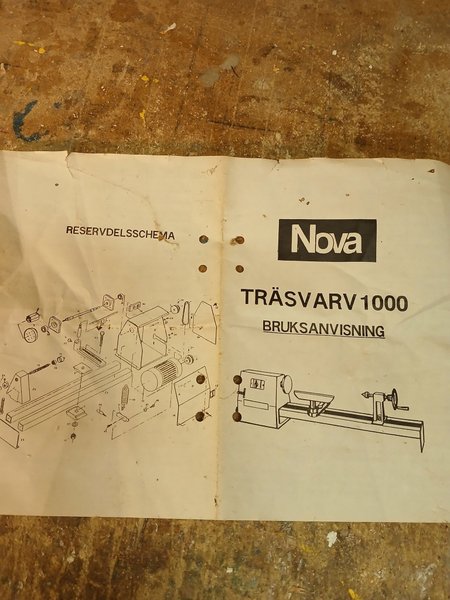 RESERVDELSSCHEMA
Nova
TRÄSVARV 1000
BRUKSANVISNING